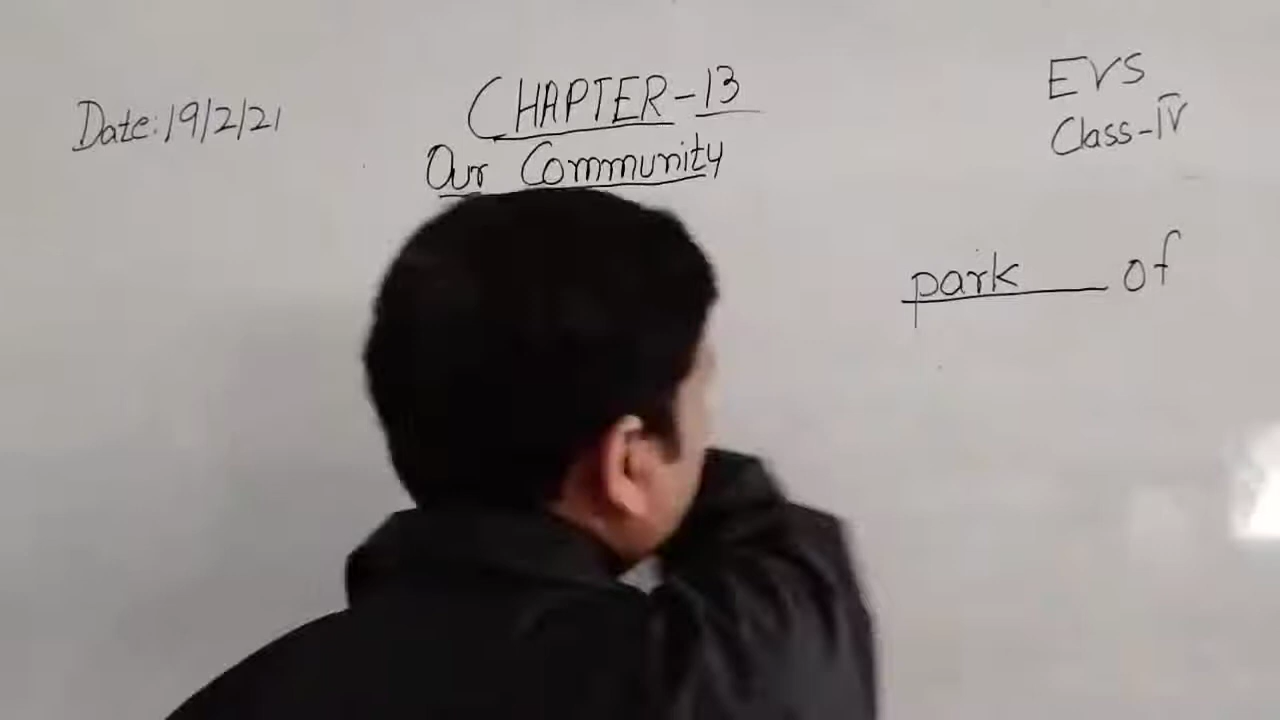 Date: 19/2/21
CHAPTER-13
Our Community
EVS
Class-IV
park of